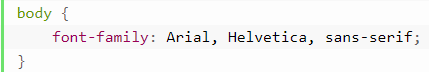 body {
    font-family: Arial, Helvetica, sans-serif;
}